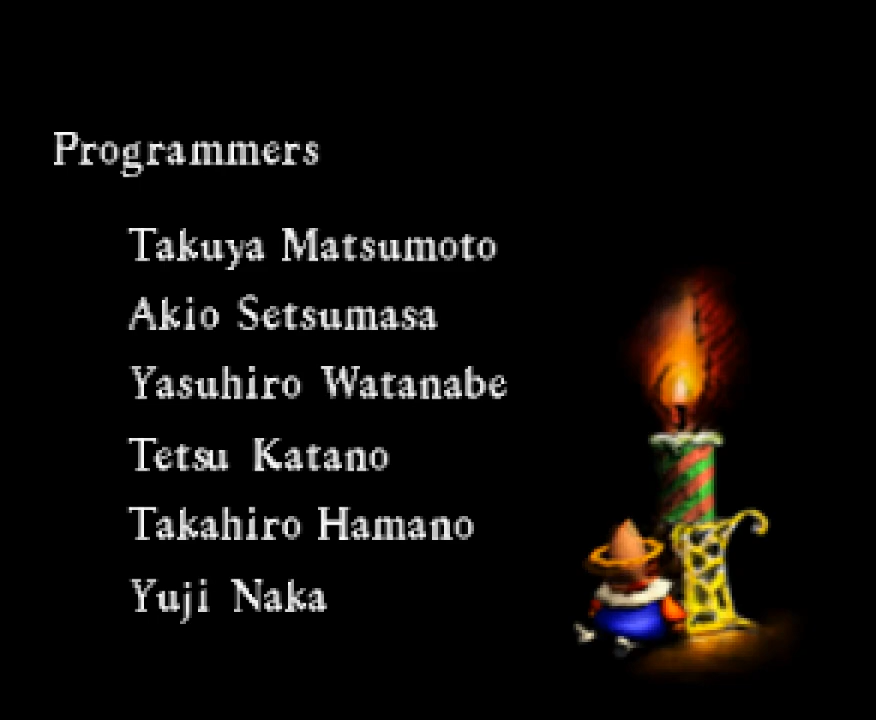 Programmers
Takuya Matsumoto
Akio Setsumasa
Yasuhiro Watanabe
Tetsu Katano
Takahiro Hamano
Yuji Naka